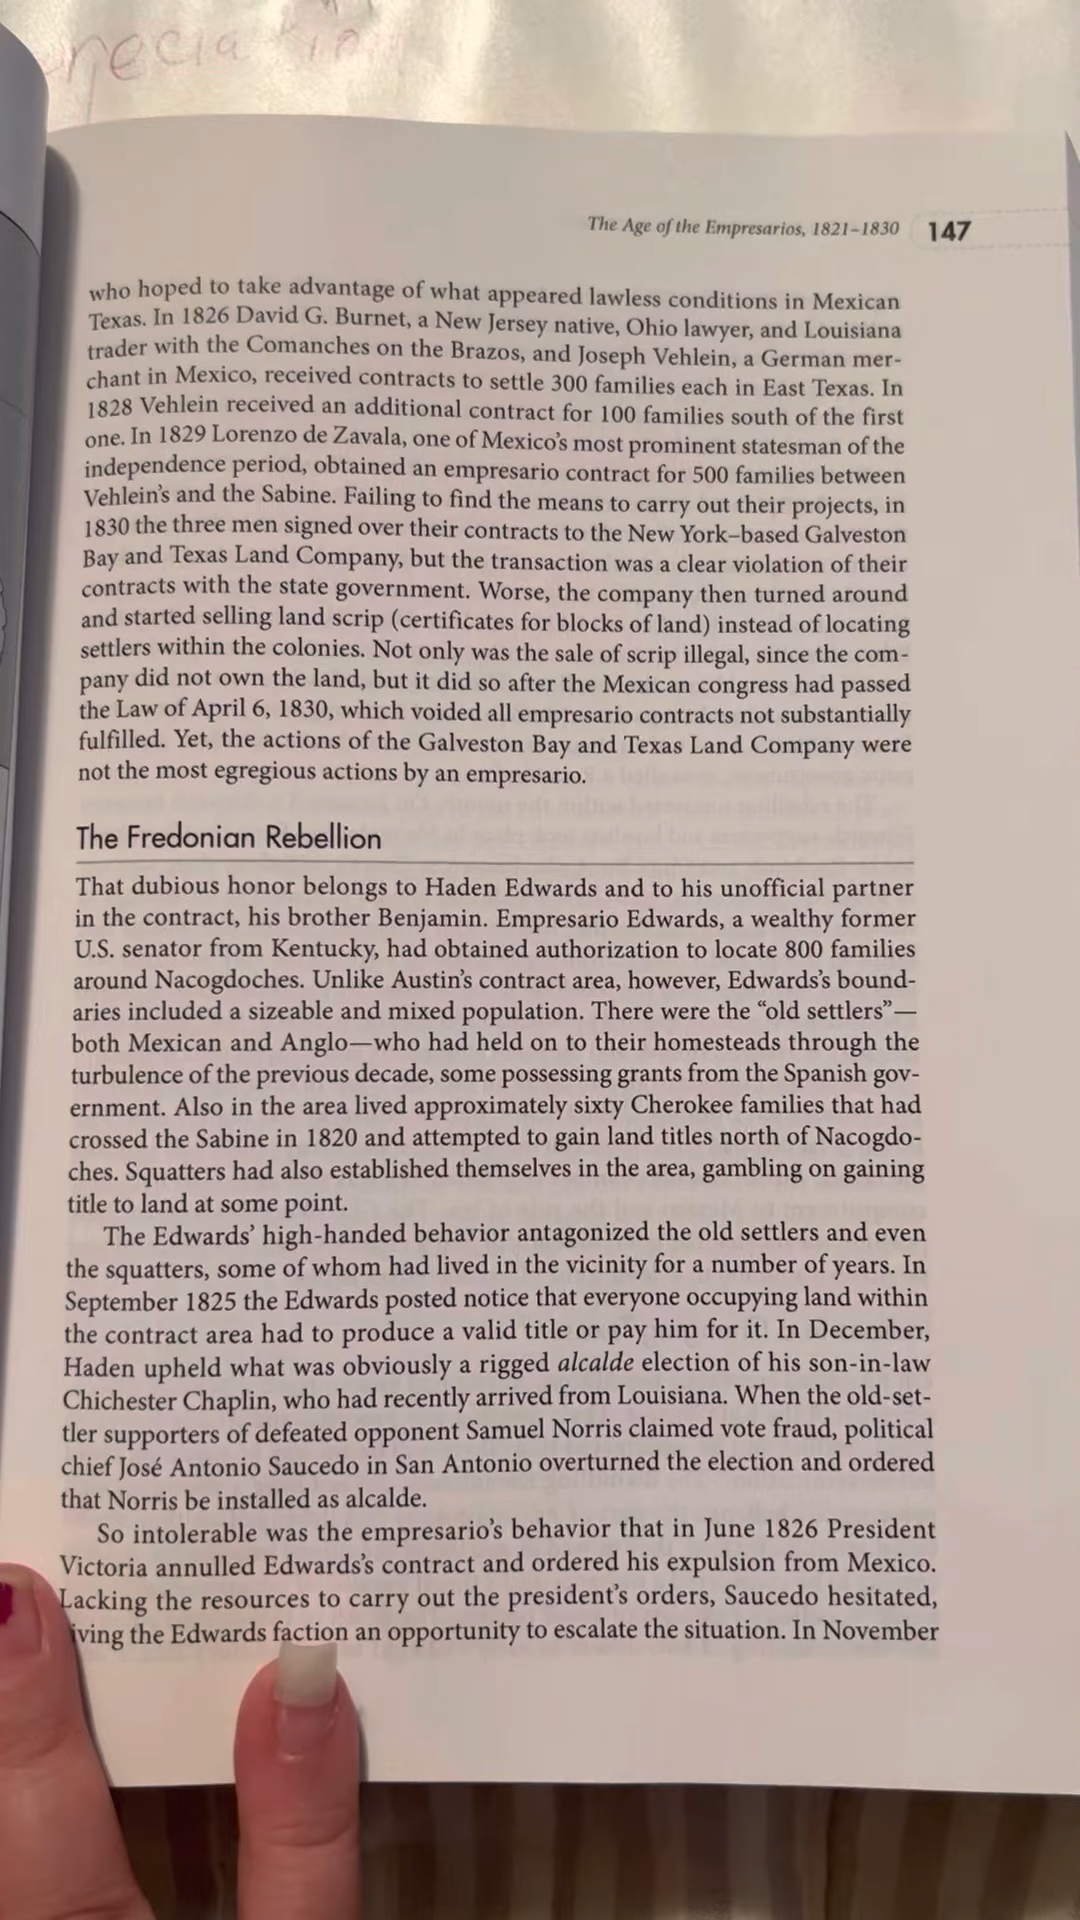 The Age of the Empresarios, 1821–1830 147
who hoped to take advantage of what appeared lawless conditions in Mexican
Texas. In 1826 David G. Burnet, a New Jersey native, Ohio lawyer, and Louisiana
trader with the Comanches on the Brazos, and Joseph Vehlein, a German mer-
chant in Mexico, received contracts to settle 300 families each in East Texas. In
1828 Vehlein received an additional contract for 100 families south of the first
one. In 1829 Lorenzo de Zavala, one of Mexico's most prominent statesman of the
independence period, obtained an empresario contract for 500 families between
Vehlein's and the Sabine. Failing to find the means to carry out their projects, in
1830 the three men signed over their contracts to the New York–based Galveston
Bay and Texas Land Company, but the transaction was a clear violation of their
contracts with the state government. Worse, the company then turned around
and started selling land scrip (certificates for blocks of land) instead of locating
settlers within the colonies. Not only was the sale of scrip illegal, since the com-
pany did not own the land, but it did so after the Mexican congress had passed
the Law of April 6, 1830, which voided all empresario contracts not substantially
fulfilled. Yet, the actions of the Galveston Bay and Texas Land Company were
not the most egregious actions by an empresario.
The Fredonian Rebellion
That dubious honor belongs to Haden Edwards and to his unofficial partner
in the contract, his brother Benjamin. Empresario Edwards, a wealthy former
U.S. senator from Kentucky, had obtained authorization to locate 800 families
around Nacogdoches. Unlike Austin's contract area, however, Edwards's bound-
aries included a sizeable and mixed population. There were the "old settlers"—
both Mexican and Anglo—who had held on to their homesteads through the
turbulence of the previous decade, some possessing grants from the Spanish gov-
ernment. Also in the area lived approximately sixty Cherokee families that had
crossed the Sabine in 1820 and attempted to gain land titles north of Nacogdo-
ches. Squatters had also established themselves in the area, gambling on gaining
title to land at some point.
The Edwards' high-handed behavior antagonized the old settlers and even
the squatters, some of whom had lived in the vicinity for a number of years. In
September 1825 the Edwards posted notice that everyone occupying land within
the contract area had to produce a valid title or pay him for it. In December,
Haden upheld what was obviously a rigged alcalde election of his son-in-law
Chichester Chaplin, who had recently arrived from Louisiana. When the old-set-
tler supporters of defeated opponent Samuel Norris claimed vote fraud, political
chief José Antonio Saucedo in San Antonio overturned the election and ordered
that Norris be installed as alcalde.
So intolerable was the empresario's behavior that in June 1826 President
Victoria annulled Edwards's contract and ordered his expulsion from Mexico.
Lacking the resources to carry out the president's orders, Saucedo hesitated,
iving the Edwards faction an opportunity to escalate the situation. In November